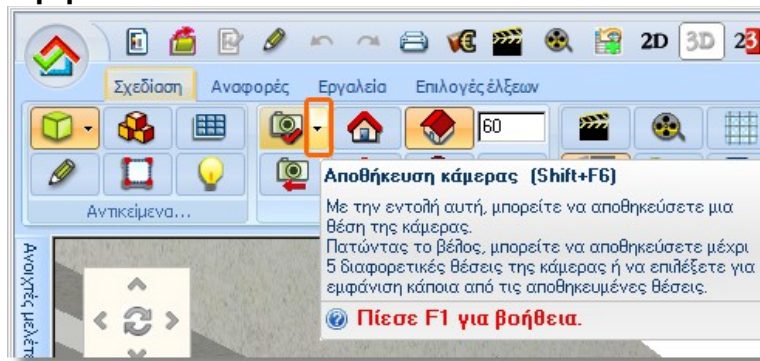 2D 3D 23
Σχεδίαση Αναφορές Εργαλεία Επιλογές έλξεων
60
Αντικείμενα...
Αποθήκευση κάμερας (Shift+F6)
Με την εντολή αυτή, μπορείτε να αποθηκεύσετε μια
θέση της κάμερας.
Πατώντας το βέλος, μπορείτε να αποθηκεύσετε μέχρι
5 διαφορετικές θέσεις της κάμερας ή να επιλέξετε για
εμφάνιση κάποια από τις αποθηκευμένες θέσεις.
Πίεσε F1 για βοήθεια.
Ανοιχτές μελέτ